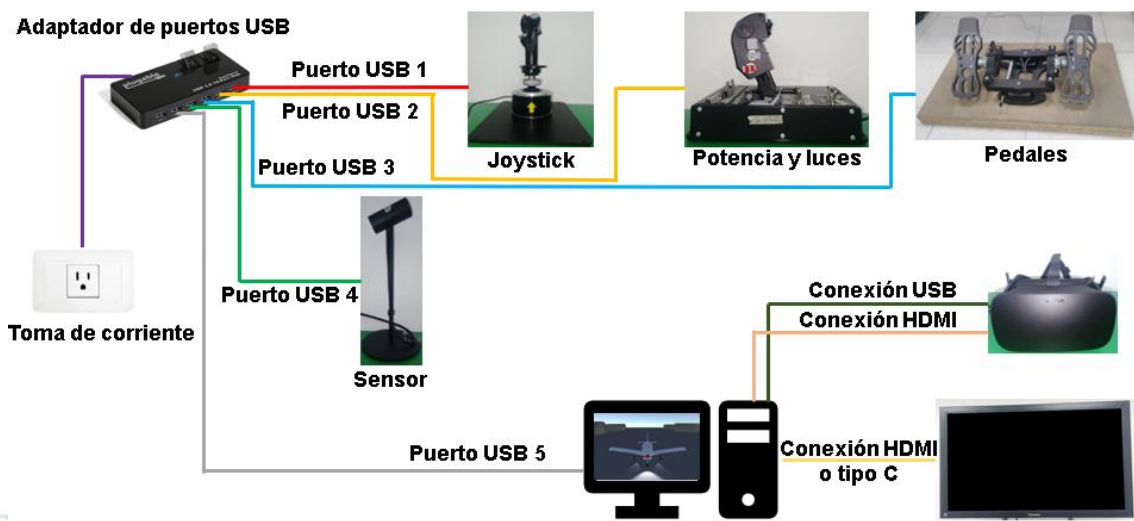 Adaptador de puertos USB
plugable
Puerto USB 1
Puerto USB 2
Joystick
Potencia y luces
Pedales
Puerto USB 3
Puerto USB 4
Toma de corriente
Sensor
Conexión USB
Conexión HDMI
Puerto USB 5
Conexión HDMI
o tipo C